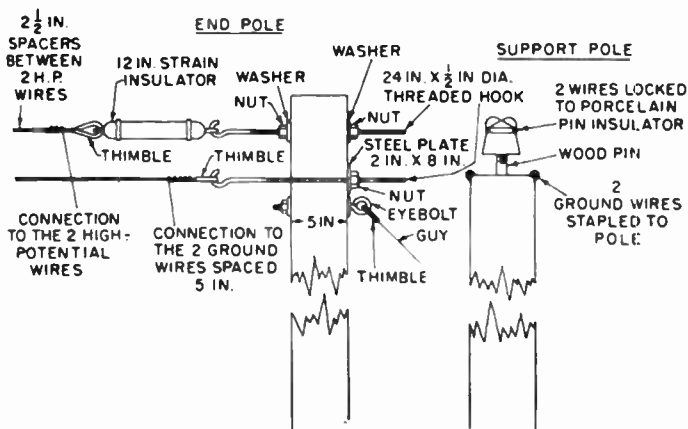 2 1/2 IN.
SPACERS
BETWEEN
2 H.P.
WIRES
END POLE
12 IN. STRAIN
INSULATOR
WASHER
NUT
WASHER
24 IN. X 1/2 IN DIA.
THREADED HOOK
NUT
SUPPORT POLE
2 WIRES LOCKED
TO PORCELAIN
PIN INSULATOR
WOOD PIN
THIMBLE
THIMBLE
STEEL PLATE
2 IN. X 8 IN.
NUT
EYEBOLT
GUY
THIMBLE
5 IN
CONNECTION
TO THE 2 HIGH-
POTENTIAL
WIRES
CONNECTION TO
THE 2 GROUND
WIRES SPACED
5 IN.
2
GROUND WIRES
STAPLED TO
POLE